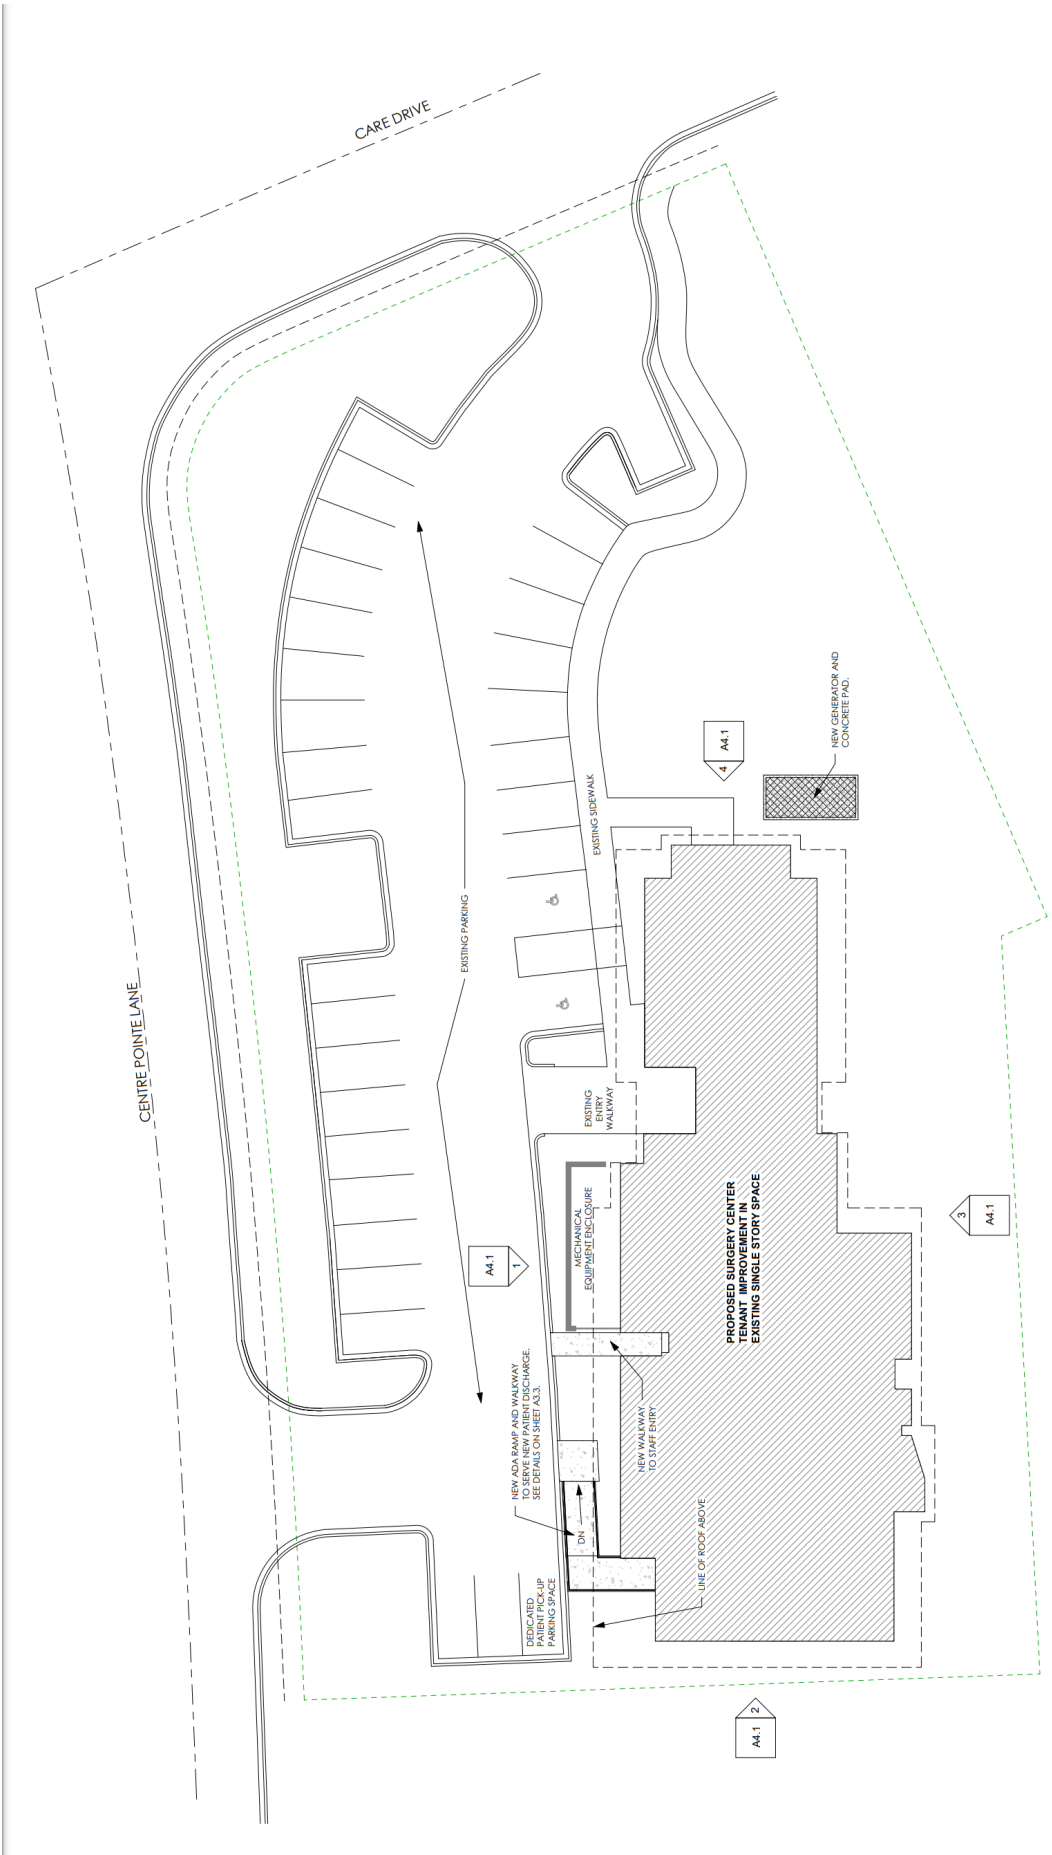 CARE DRIVE
CENTRE POINTE LANE
EXISTING PARKING
EXISTING SIDEWALK
NEW GENERATOR AND
CONCRETE PAD.
4
A4.1
EXISTING
ENTRY
WALKWAY
MECHANICAL
EQUIPMENT ENCLOSURE
A4.1
1
PROPOSED SURGERY CENTER
TENANT IMPROVEMENT IN
EXISTING SINGLE STORY SPACE
3
A4.1
NEW ADA RAMP AND WALKWAY
TO SERVE NEW PATIENT DISCHARGE.
SEE DETAILS ON SHEET A3.3.
NEW WALKWAY
TO STAFF ENTRY
DN
LINE OF ROOF ABOVE
DEDICATED
PATIENT PICK-UP
PARKING SPACE
A4.1
2